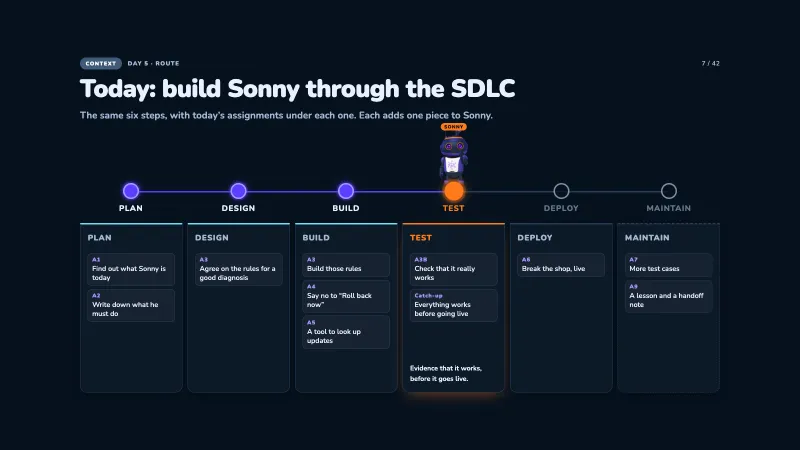 CONTEXT
DAY 5 · ROUTE
7 / 42
Today: build Sonny through the SDLC
The same six steps, with today's assignments under each one. Each adds one piece to Sonny.
SONNY
PLAN
DESIGN
BUILD
TEST
DEPLOY
MAINTAIN
PLAN
A1
Find out what Sonny is
today
A2
Write down what he
must do
DESIGN
A3
Agree on the rules for a
good diagnosis
BUILD
A3
Build those rules
A4
Say no to "Roll back
now"
A5
A tool to look up
updates
TEST
A3B
Check that it really
works
Catch-up
Everything works
before going live
Evidence that it works,
before it goes live.
DEPLOY
A6
Break the shop, live
MAINTAIN
A7
More test cases
A9
A lesson and a handoff
note